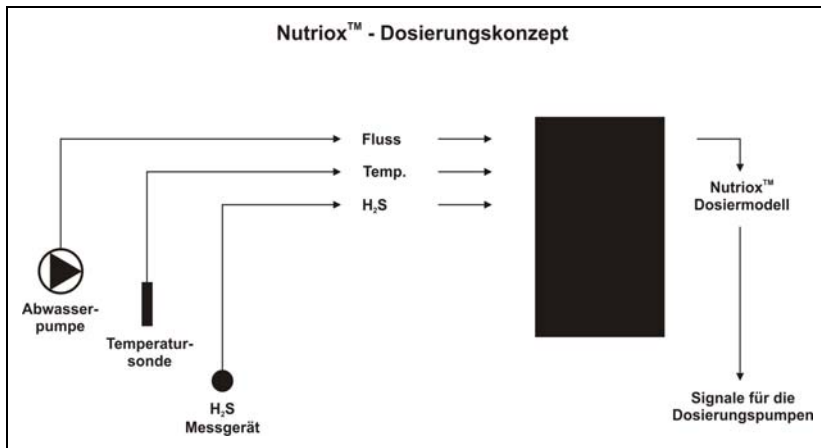 Nutriox™ - Dosierungskonzept
Fluss
Temp.
H₂S
Nutriox™
Dosiermodell
Abwasser-
pumpe
Temperatur-
sonde
H₂S
Messgerät
Signale für die
Dosierungspumpen